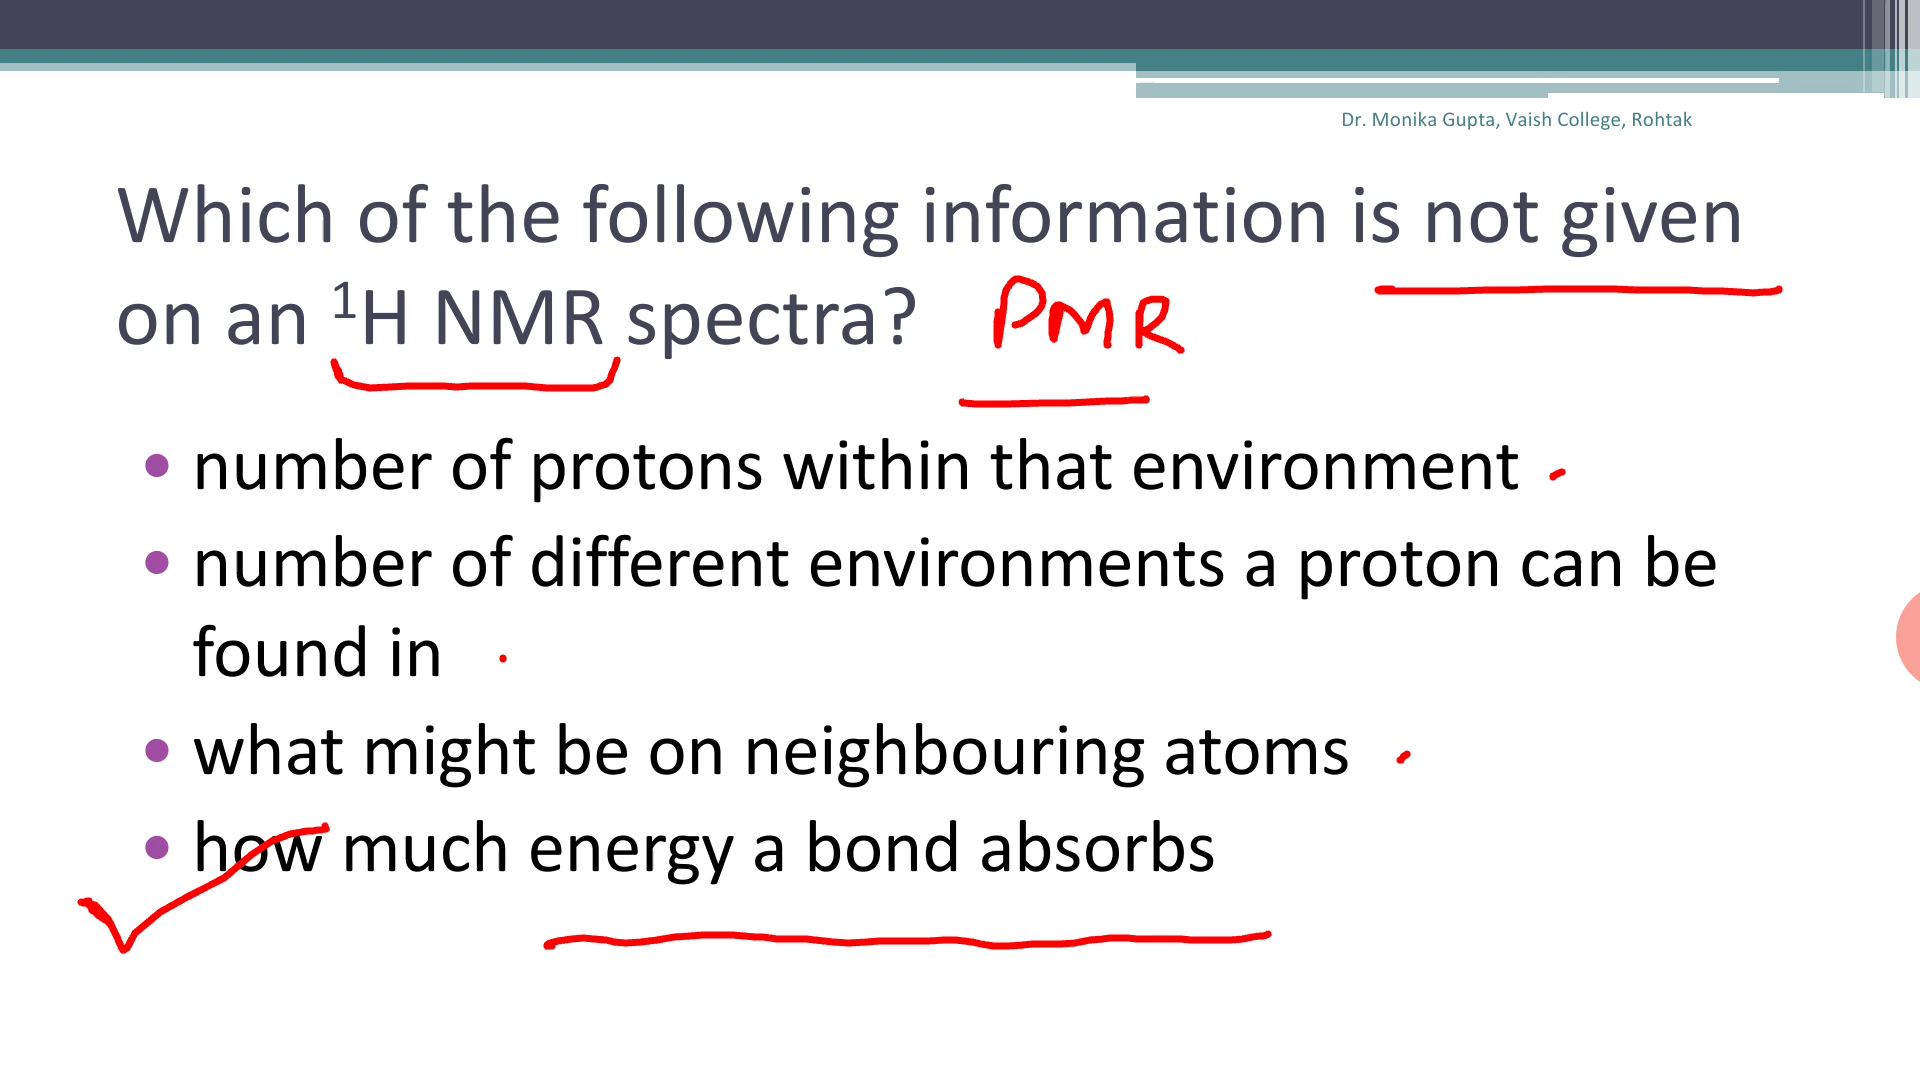 Dr. Monika Gupta, Vaish College, Rohtak
Which of the following information is not given
on an ¹H NMR spectra? PMR
• number of protons within that environment
• number of different environments a proton can be
found in
• what might be on neighbouring atoms
• how much energy a bond absorbs